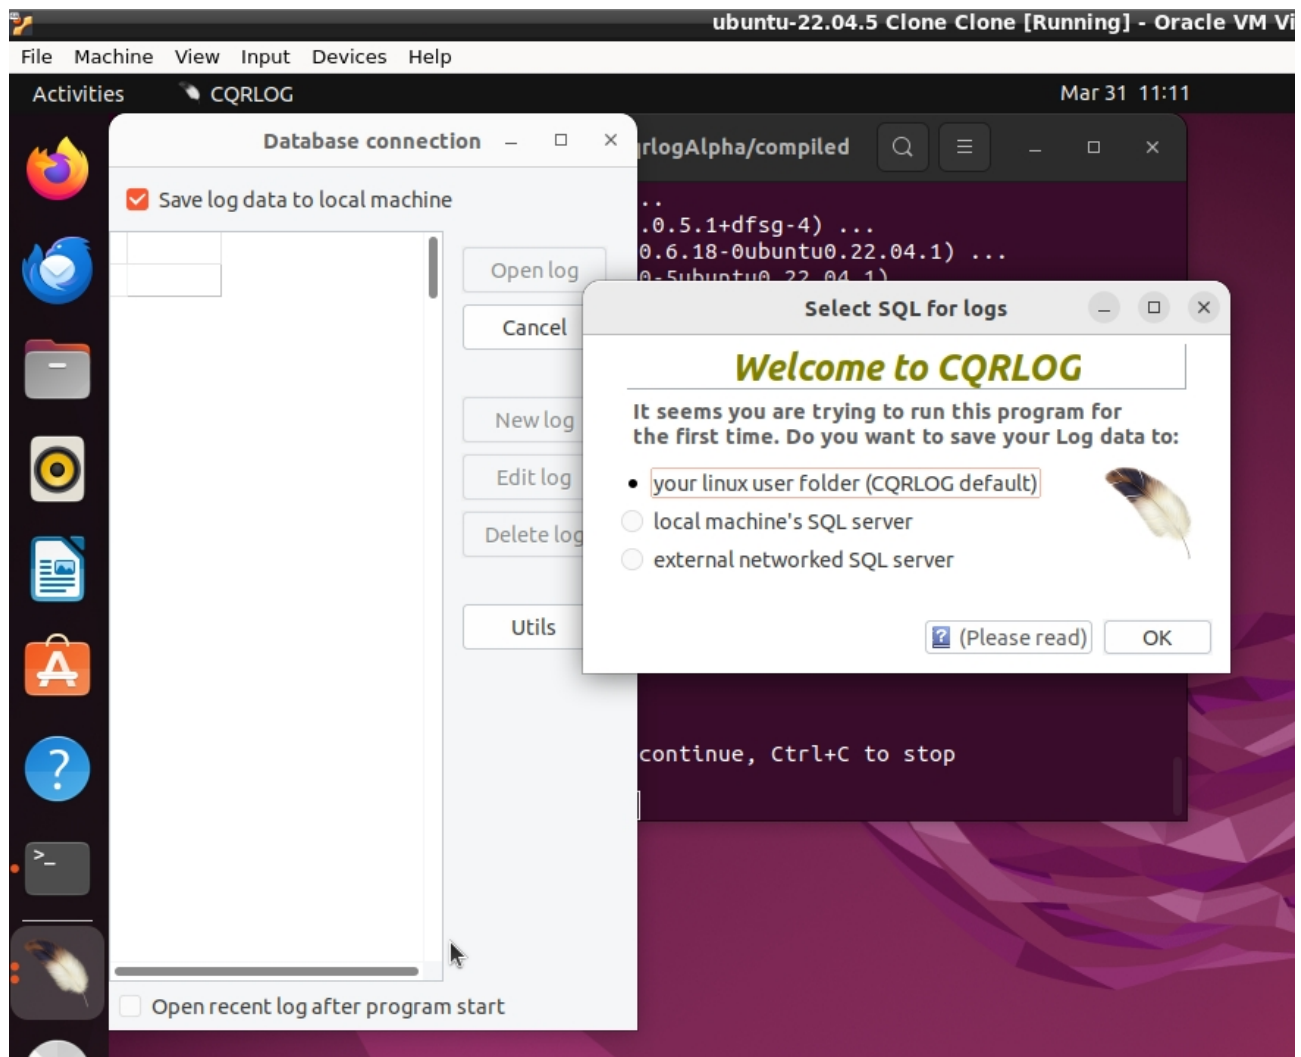 ubuntu-22.04.5 Clone Clone [Running] - Oracle VM Vi
File Machine View Input Devices Help
Activities CQRLOG Mar 31 11:11
Database connection
Save log data to local machine
Open log
Cancel
New log
Edit log
Delete log
Utils
Open recent log after program start
rlogAlpha/compiled
..
.0.5.1+dfsg-4) ...
0.6.18-0ubuntu0.22.04.1) ...
0-5ubuntu0.22.04.1)
Select SQL for logs
Welcome to CQRLOG
It seems you are trying to run this program for
the first time. Do you want to save your Log data to:
your linux user folder (CQRLOG default)
local machine's SQL server
external networked SQL server
(Please read)
OK
continue, Ctrl+C to stop